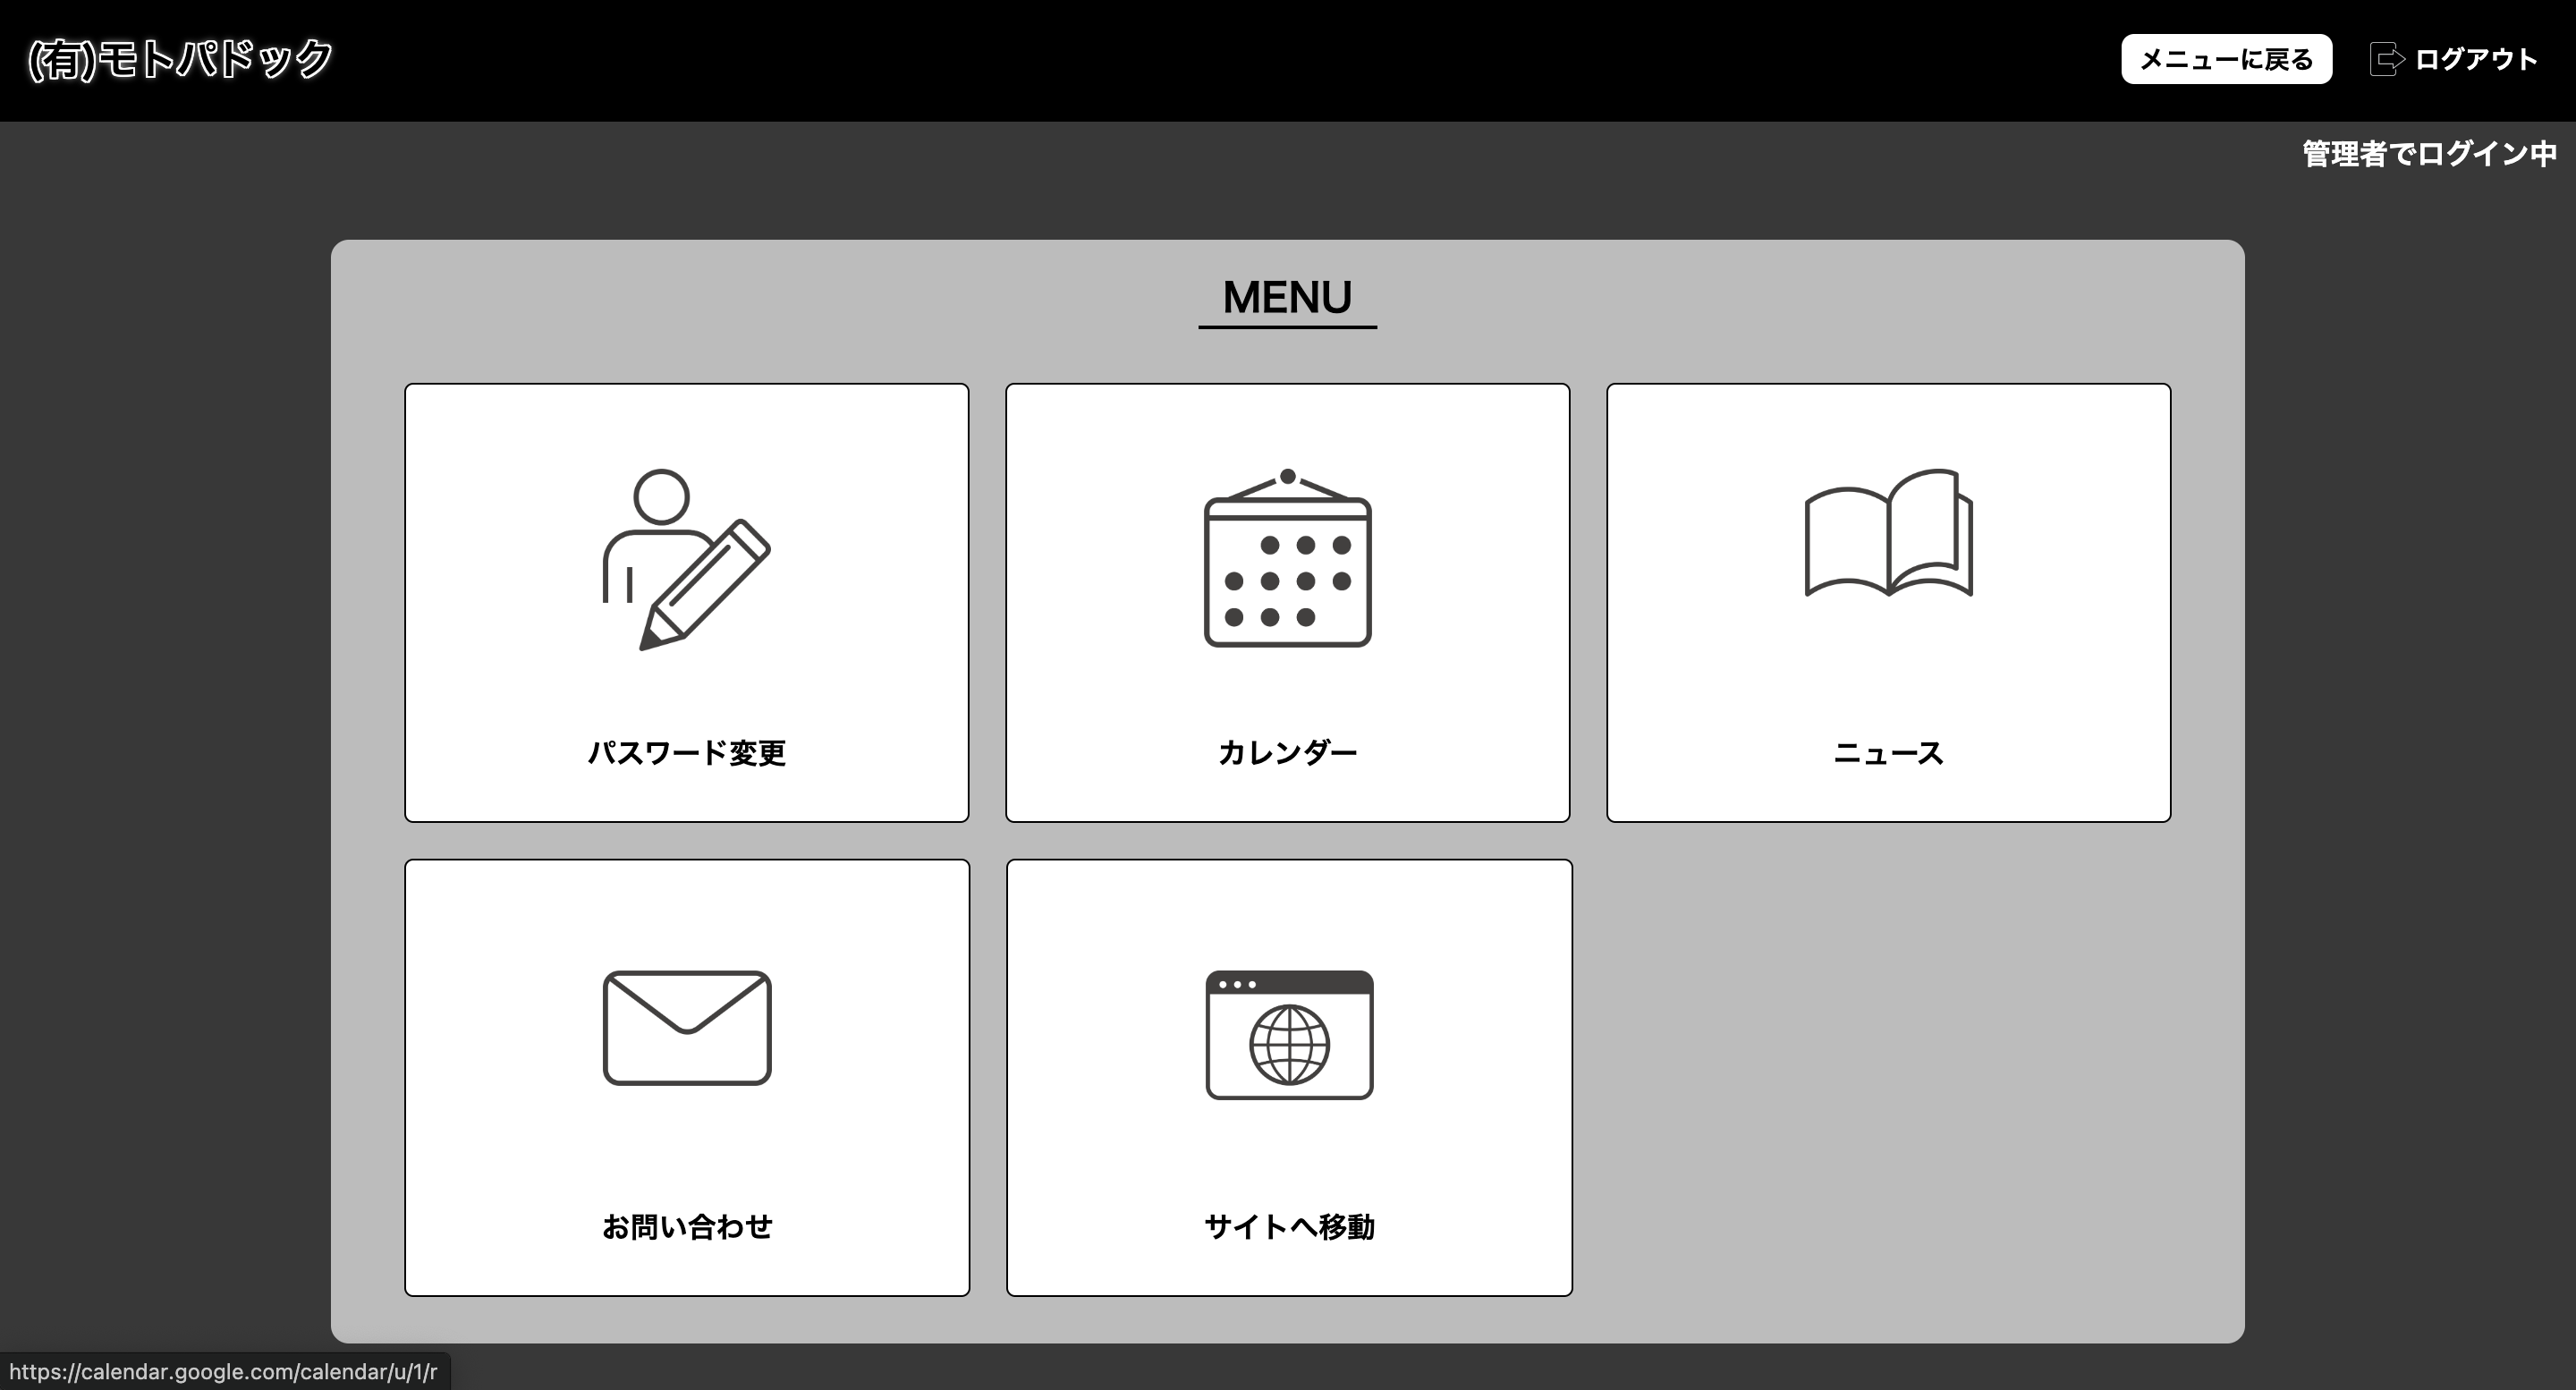 (有)モトパドック
メニューに戻る
ログアウト
管理者でログイン中
MENU
パスワード変更
カレンダー
ニュース
お問い合わせ
サイトへ移動
https://calendar.google.com/calendar/u/1/r